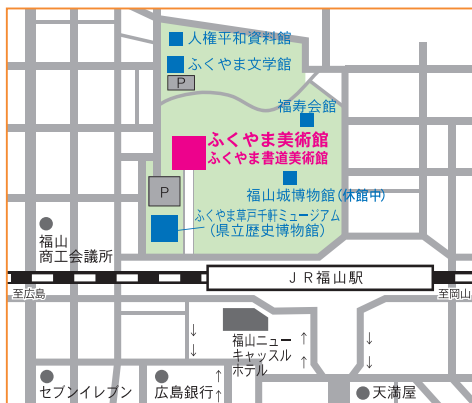 人権平和資料館
ふくやま文学館
P
福寿会館
ふくやま美術館
ふくやま書道美術館
P
福山城博物館(休館中)
ふくやま草戸千軒ミュージアム
(県立歴史博物館)
福山
商工会議所
JR福山駅
至広島
至岡山
福山ニュー
キャッスル
ホテル
セブンイレブン
広島銀行
天満屋